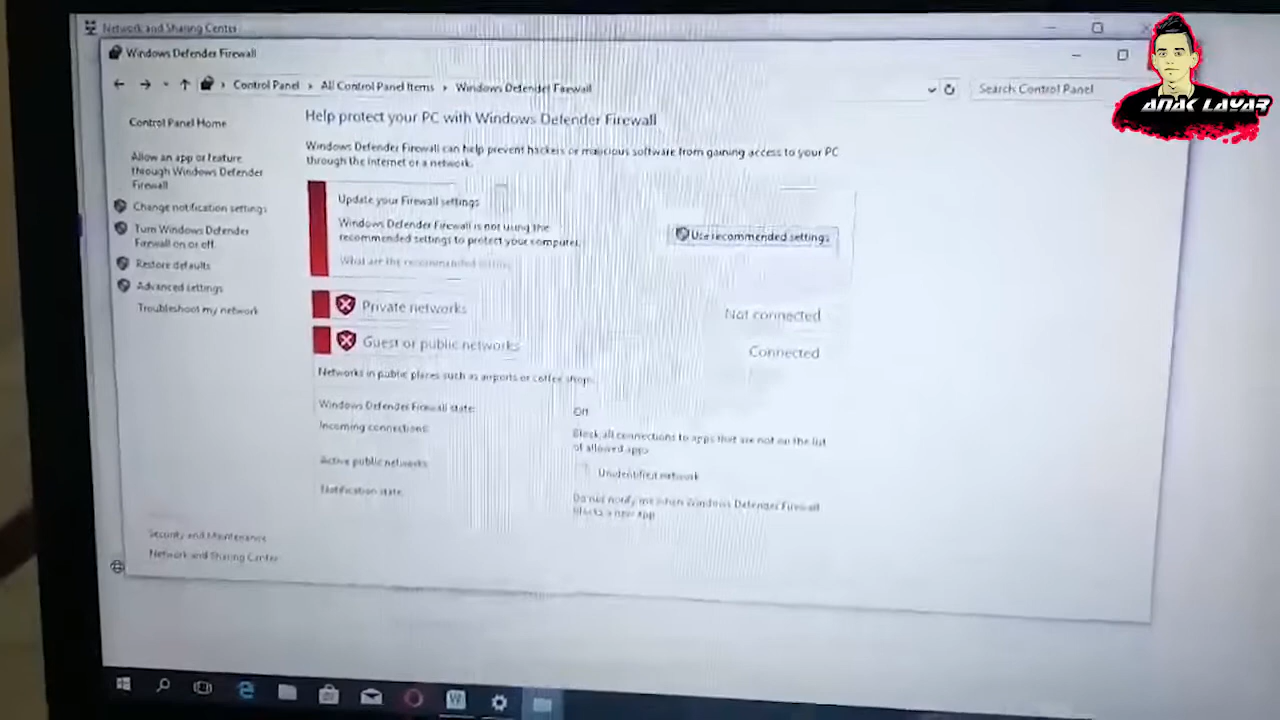 Network and Sharing Center
Windows Defender Firewall
Control Panel › All Control Panel Items › Windows Defender Firewall
Search Control Panel
ANAK LAYAR
Control Panel Home
Allow an app or feature
through Windows Defender
Firewall
Change notification settings
Turn Windows Defender
Firewall on or off
Restore defaults
Advanced settings
Troubleshoot my network
Help protect your PC with Windows Defender Firewall
Windows Defender Firewall can help prevent hackers or malicious software from gaining access to your PC
through the Internet or a network.
Update your Firewall settings
Windows Defender Firewall is not using the
recommended settings to protect your computer.
What are the recommended settings
Use recommended settings
Private networks
Not connected
Guest or public networks
Connected
Networks in public places such as airports or coffee shops
Windows Defender Firewall state:
Off
Incoming connections:
Block all connections to apps that are not on the list
of allowed apps
Active public networks:
Unidentified network
Notification state:
Do not notify me when Windows Defender Firewall
blocks a new app
Security and Maintenance
Network and Sharing Center